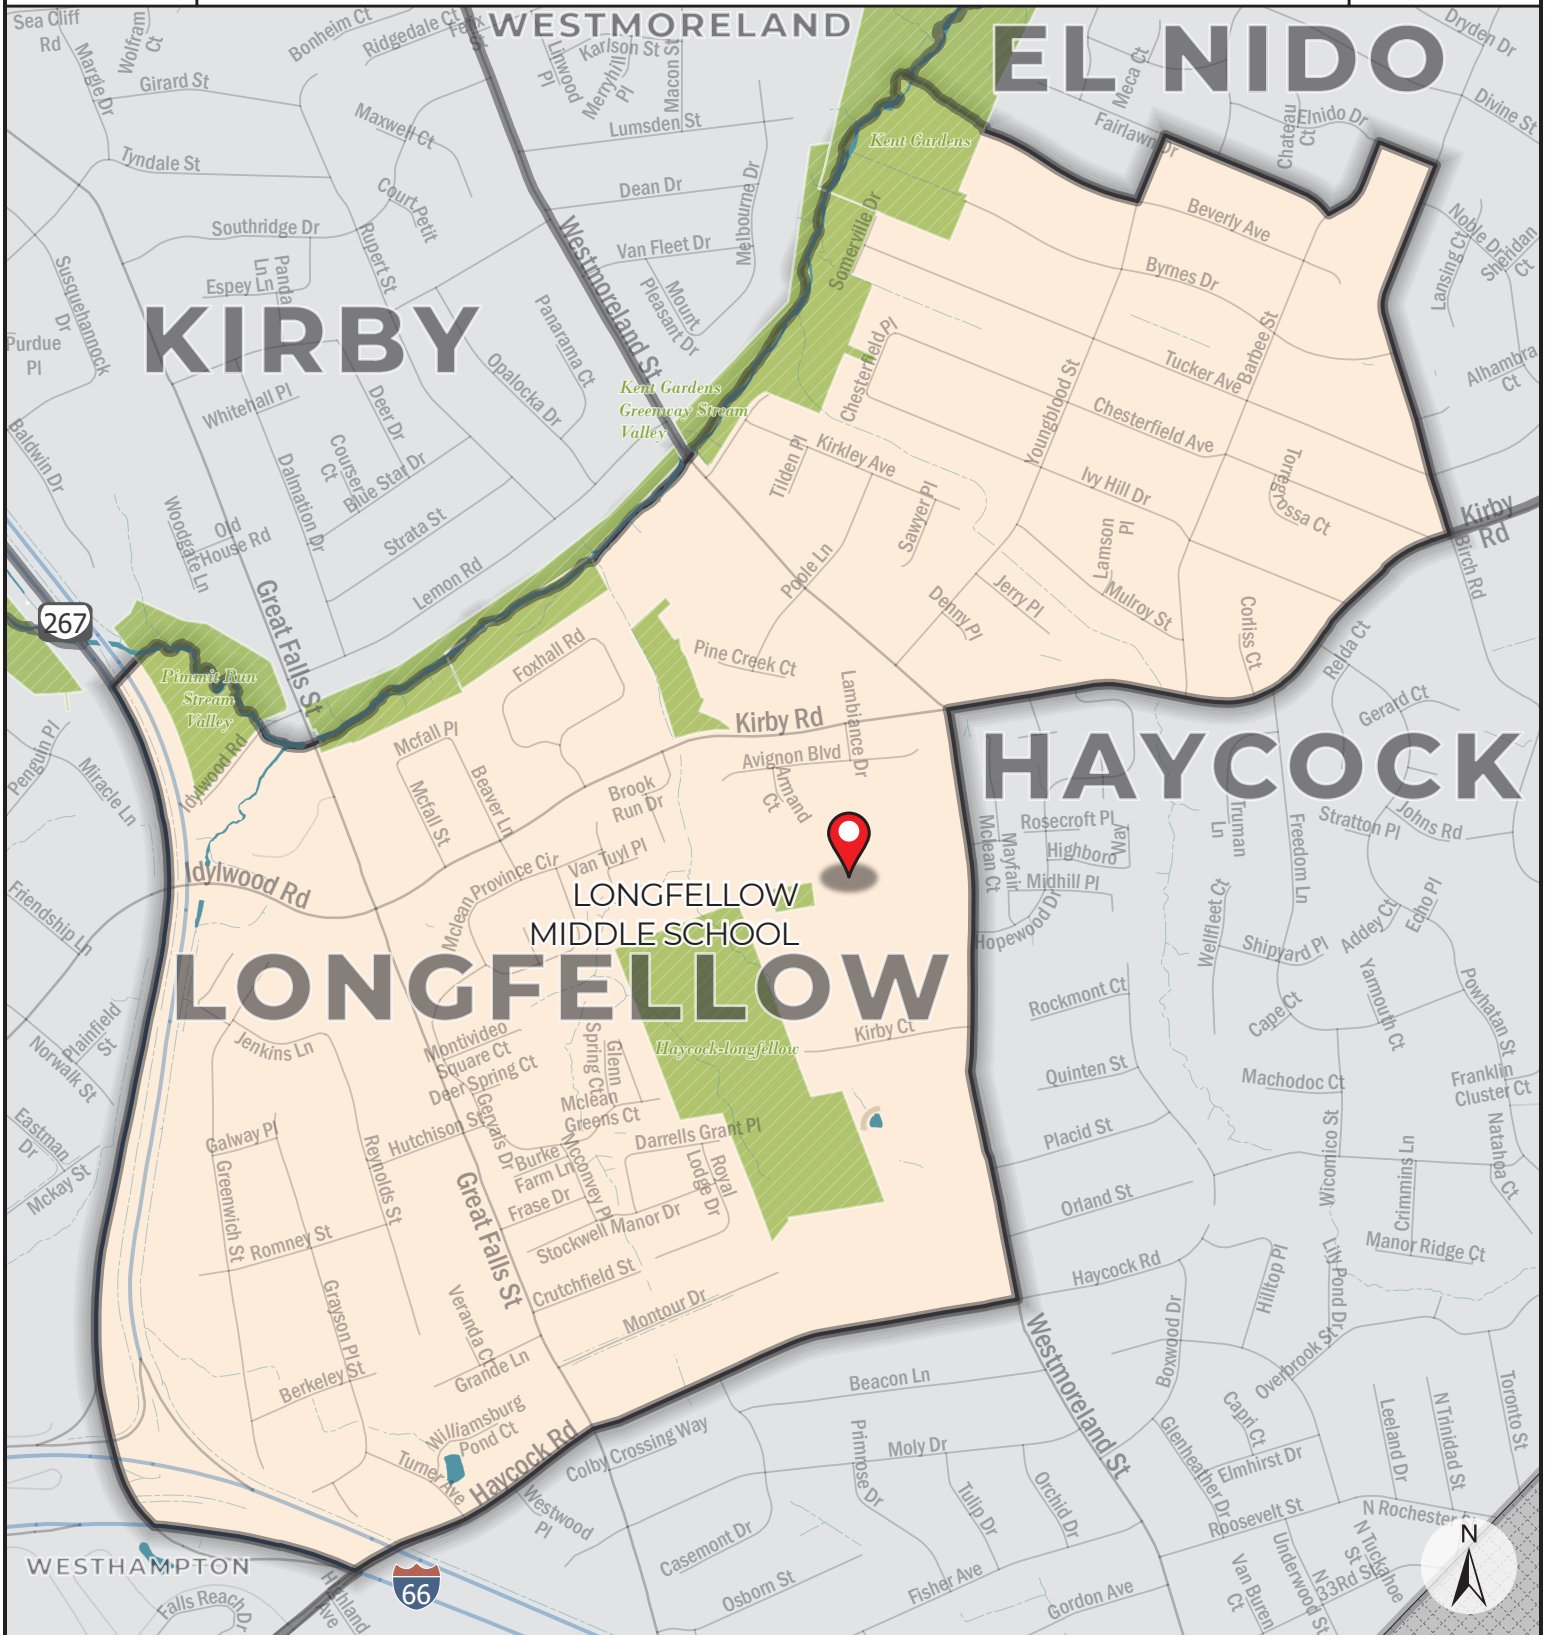 Sea Cliff
Rd
Margie Dr
Wolfram
Ct
Girard St
Bonheim Ct
Ridgedale Ct
Felix
WESTMORELAND
Linwood
Pl
Karlson St
Merryhill
Pl
Macon St
Lumsden St
Maxwell Ct
Tyndale St
Court Petit
Southridge Dr
Rupert St
Espey Ln
Panda
Ln
Susquehannock
Dr
Purdue
Pl
KIRBY
Dean Dr
Van Fleet Dr
Melbourne Dr
Mount
Pleasant Dr
Westmoreland St
Panarama Ct
Opalocka Dr
Whitehall Pl
Deer Dr
Courser
Ct
Blue Star Dr
Dalmation Dr
Strata St
Lemon Rd
Baldwin Dr
Woodgate Ln
Old
House Rd
Great Falls St
Kent Gardens
Greenway Stream
Valley
Kent Gardens
Somerville Dr
EL NIDO
Dryden Dr
Meca Ct
Fairlawn Dr
Chateau
Ct
Elnido Dr
Divine St
Noble Dr
Sheridan
Ct
Lansing Ct
Alhambra
Ct
Beverly Ave
Byrnes Dr
Tucker Ave
Barbee St
Chesterfield Pl
Youngblood St
Chesterfield Ave
Ivy Hill Dr
Torregrossa Ct
Kirkley Ave
Tilden Pl
Sawyer Pl
Poole Ln
Lamson
Pl
Denny Pl
Jerry Pl
Mulroy St
Corliss Ct
Kirby
Rd
Birch Rd
Relda Ct
Gerard Ct
267
Pimmit Run
Stream
Valley
Idylwood Rd
Penguin Pl
Miracle Ln
Foxhall Rd
Pine Creek Ct
Lambiance Dr
Kirby Rd
Avignon Blvd
Armand
Ct
Mcfall Pl
Mcfall St
Beaver Ln
Brook
Run Dr
Van Tuyl Pl
Mclean Province Cir
Idylwood Rd
Friendship Ln
LONGFELLOW
MIDDLE SCHOOL
LONGFELLOW
Haycock-longfellow
Kirby Ct
HAYCOCK
Mclean Ct
Rosecroft Pl
Mayfair
Highboro
Way
Midhill Pl
Hopewood Dr
Truman
Ln
Freedom Ln
Stratton Pl
Johns Rd
Wellfleet Ct
Shipyard Pl
Addey Ct
Echo Pl
Yarmouth Ct
Powhatan St
Cape Ct
Rockmont Ct
Quinten St
Machodoc Ct
Franklin
Cluster Ct
Placid St
Natahoa Ct
Wicomico St
Crimmins Ln
Orland St
Manor Ridge Ct
Haycock Rd
Hilltop Pl
Lily Pond Dr
Boxwood Dr
Overbrook St
Plainfield
St
Norwalk St
Eastman
Dr
Mckay St
Jenkins Ln
Montivideo
Square Ct
Deer Spring Ct
Spring Ct
Glenn
Mclean
Greens Ct
Gervais Dr
Hutchison St
Darrells Grant Pl
Burke
Farm Ln
Mcconvey Pl
Royal
Lodge Dr
Frase Dr
Stockwell Manor Dr
Galway Pl
Greenwich St
Reynolds St
Romney St
Great Falls St
Crutchfield St
Montour Dr
Veranda Ct
Grayson Pl
Grande Ln
Berkeley St
Williamsburg
Pond Ct
Turner Ave
Haycock Rd
Westwood
Pl
Colby Crossing Way
Beacon Ln
Westmoreland St
Primrose Dr
Moly Dr
Tulip Dr
Orchid Dr
Casemont Dr
Osborn St
Fisher Ave
Gordon Ave
Glenheather Dr
Capri Ct
Elmhirst Dr
Leeland Dr
N Trinidad St
Toronto St
Roosevelt St
N Rochester St
N Tuckahoe
St
Underwood St
N
33Rd St
Van Buren
Ct
WESTHAMPTON
Falls Reach Dr
Highland
Ave
66
N